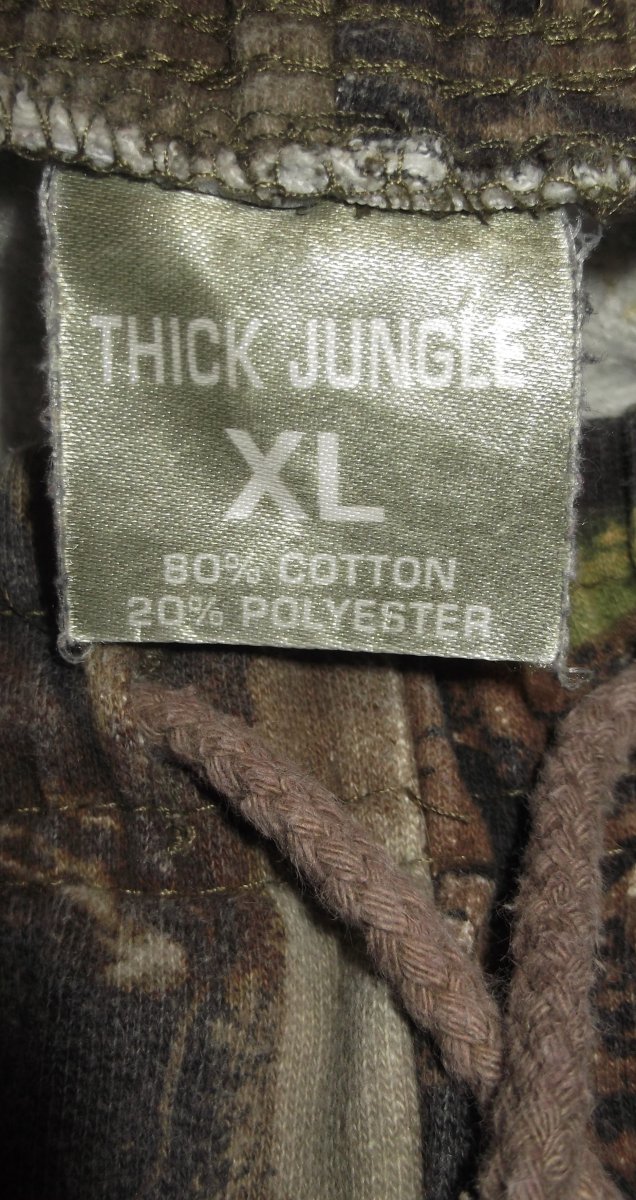 THICK JUNGLE
XL
80% COTTON
20% POLYESTER